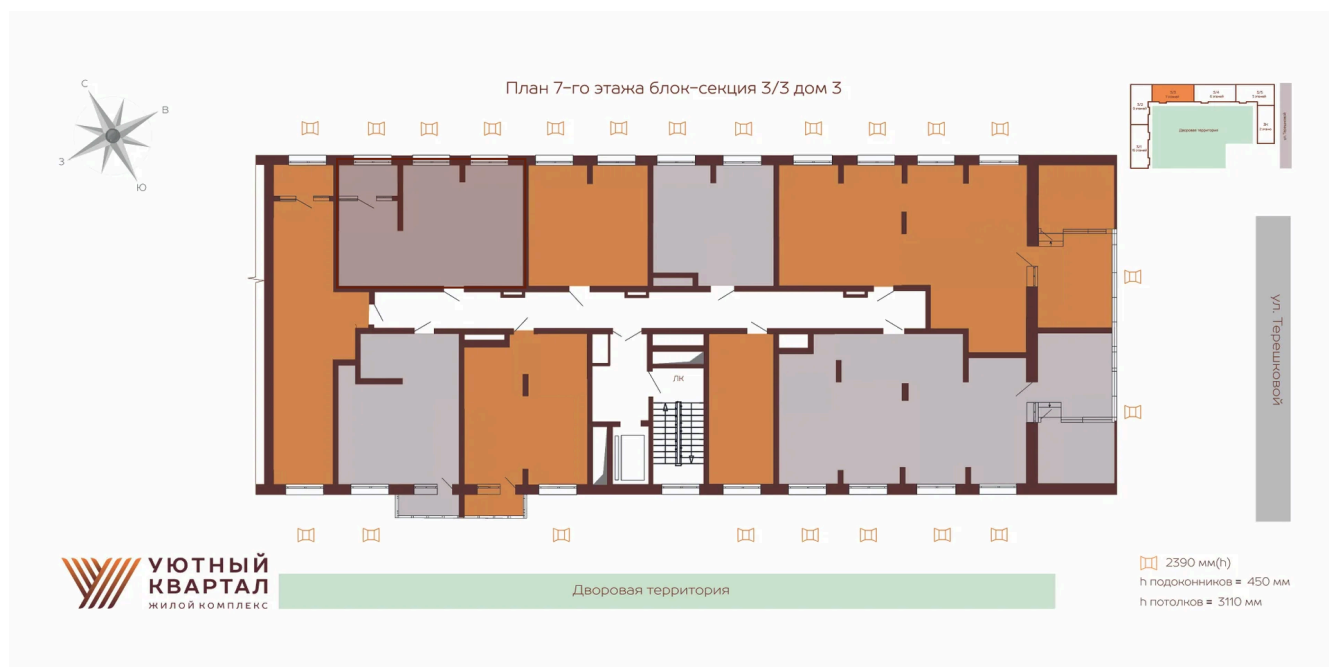 План 7-го этажа блок-секция 3/3 дом 3
С
В
З
Ю
Дворовая территория
ул. Терешковой
лк
УЮТНЫЙ
КВАРТАЛ
ЖИЛОЙ КОМПЛЕКС
Дворовая территория
2390 мм(h)
h подоконников = 450 мм
h потолков = 3110 мм